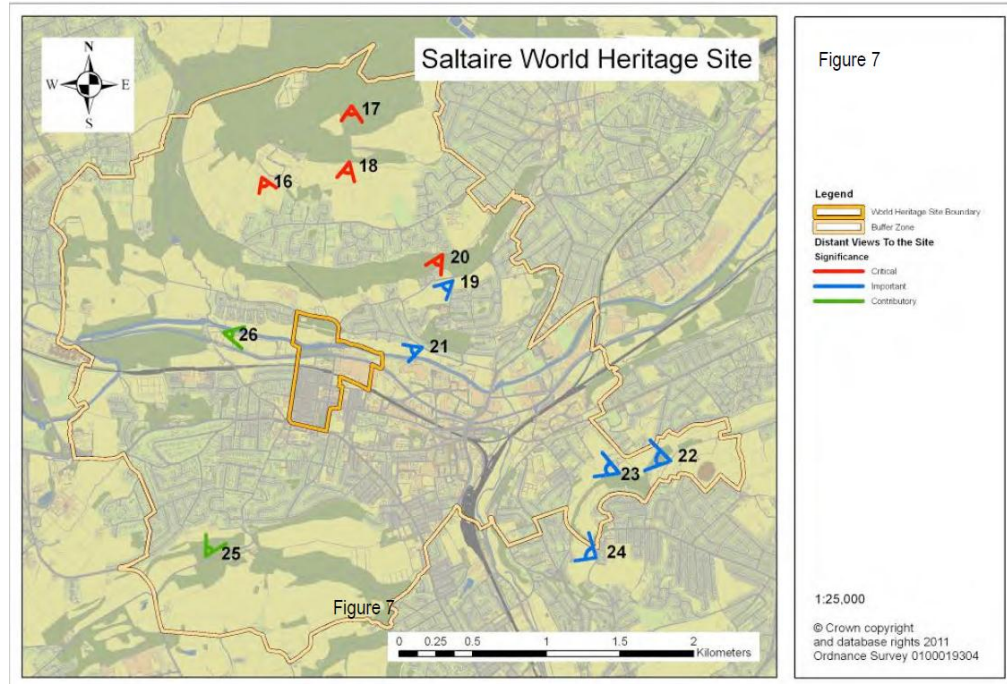 Saltaire World Heritage Site
N
W
E
S
17
18
16
20
19
26
21
22
23
24
25
Figure 7
0 0.25 0.5 1 1.5 2
Kilometers
Figure 7
Legend
World Heritage Site Boundary
Buffer Zone
Distant Views To the Site
Significance
Critical
Important
Contributory
1:25,000
© Crown copyright
and database rights 2011
Ordnance Survey 0100019304